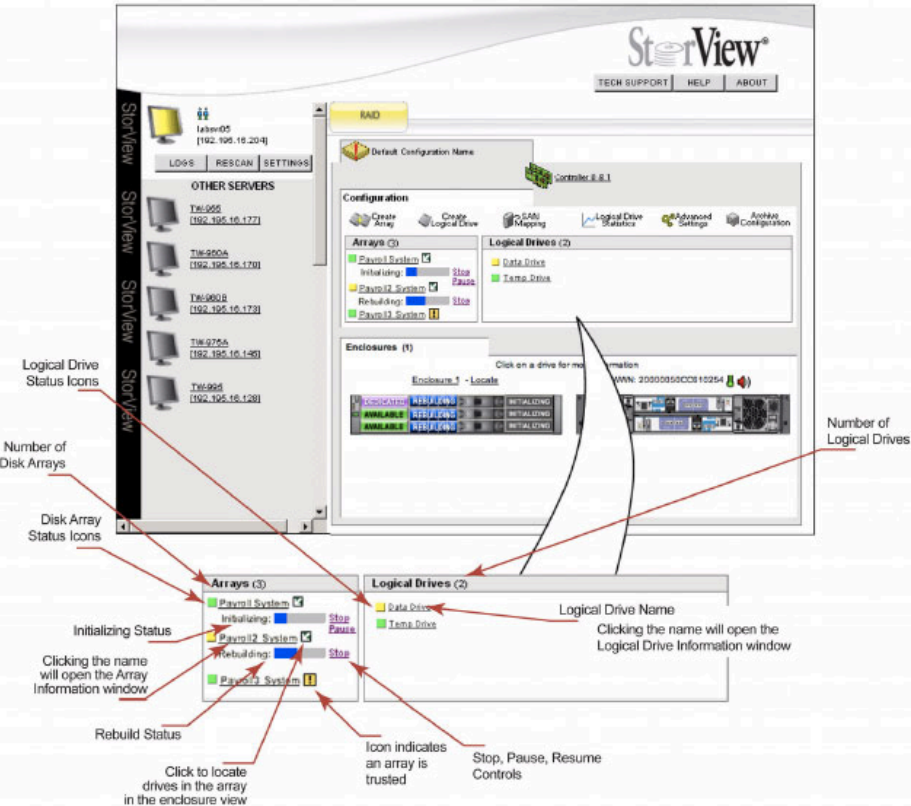 StorView®
TECH SUPPORT HELP ABOUT
StorView
StorView
StorView
StorView
labsvr05
[192.195.16.204]
LOGS RESCAN SETTINGS
OTHER SERVERS
TW-955
[192.195.16.177]
TW-950A
[192.195.16.170]
TW-960B
[192.195.16.173]
TW-975A
[192.195.16.146]
TW-995
[192.195.16.128]
RAID
Default Configuration Name
Configuration
Create Array
Create Logical Drive
SAN Mapping
Logical Drive Statistics
Advanced Settings
Archive Configuration
Arrays (3)
Payroll System
Initializing: Stop
Pause
Payroll2 System
Rebuilding: Stop
Payroll3 System
Logical Drives (2)
Data Drive
Temp Drive
Enclosures (1)
Click on a drive for more information
Enclosure 1 - Locate
DEDICATED REBUILDING INITIALIZING
AVAILABLE REBUILDING INITIALIZING
AVAILABLE REBUILDING INITIALIZING
Logical Drive
Status Icons
Number of
Disk Arrays
Disk Array
Status Icons
Number of
Logical Drives
Arrays (3)
Payroll System
Initializing: Stop
Pause
Payroll2 System
Rebuilding: Stop
Payroll3 System
Logical Drives (2)
Data Drive
Temp Drive
Logical Drive Name
Clicking the name will open the
Logical Drive Information window
Initializing Status
Clicking the name
will open the Array
Information window
Rebuild Status
Click to locate
drives in the array
in the enclosure view
Icon indicates
an array is
trusted
Stop, Pause, Resume
Controls